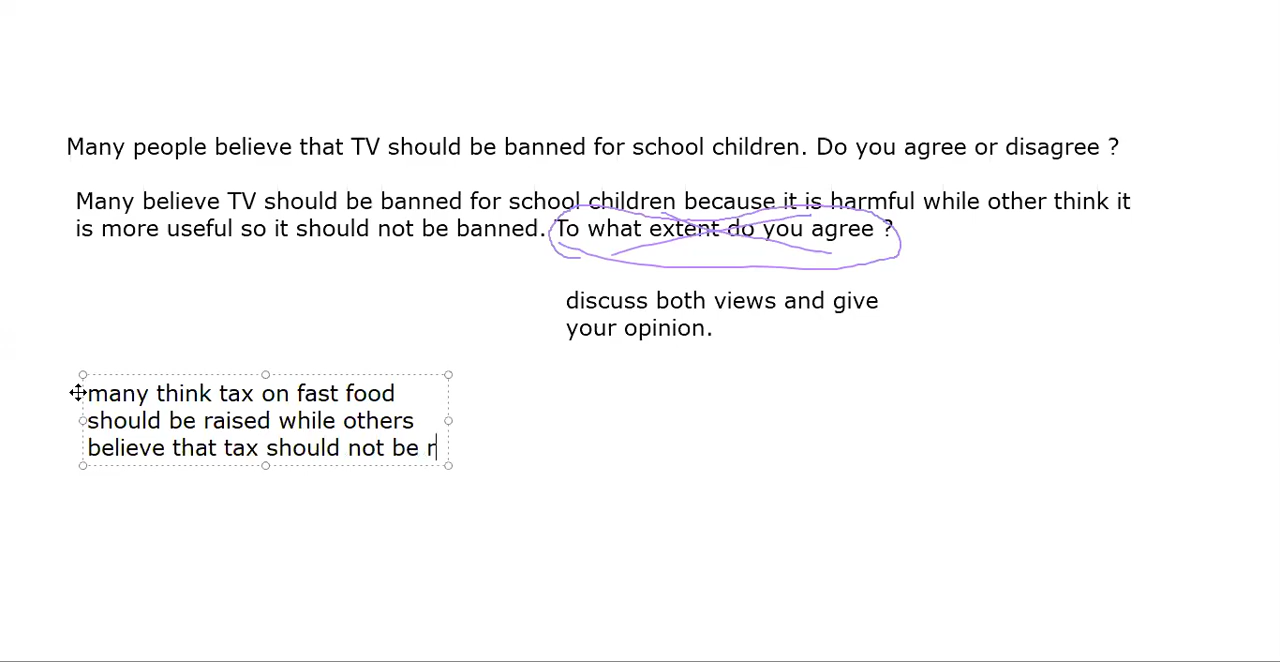 Many people believe that TV should be banned for school children. Do you agree or disagree ?
Many believe TV should be banned for school children because it is harmful while other think it
is more useful so it should not be banned. To what extent do you agree ?
discuss both views and give
your opinion.
many think tax on fast food
should be raised while others
believe that tax should not be r